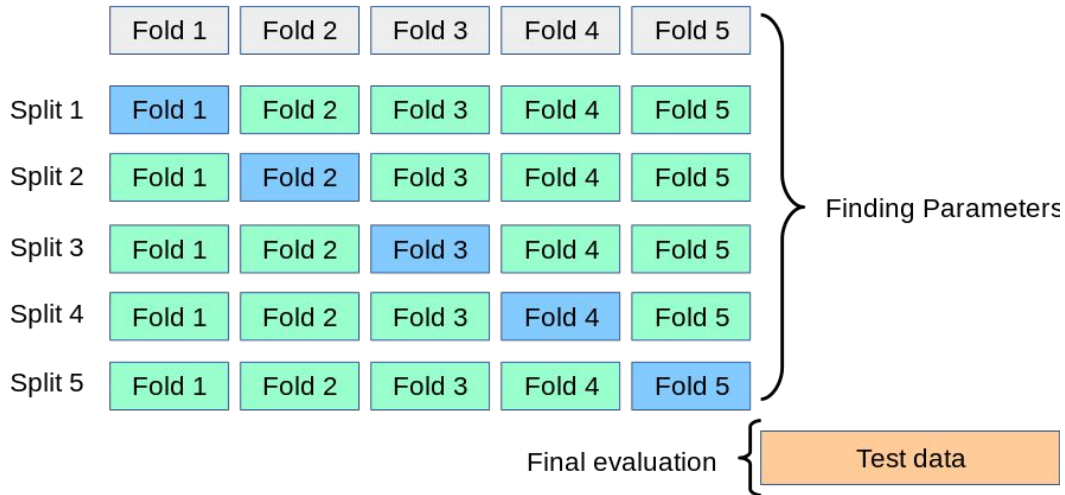 Fold 1 Fold 2 Fold 3 Fold 4 Fold 5
Split 1 Fold 1 Fold 2 Fold 3 Fold 4 Fold 5
Split 2 Fold 1 Fold 2 Fold 3 Fold 4 Fold 5
Finding Parameters
Split 3 Fold 1 Fold 2 Fold 3 Fold 4 Fold 5
Split 4 Fold 1 Fold 2 Fold 3 Fold 4 Fold 5
Split 5 Fold 1 Fold 2 Fold 3 Fold 4 Fold 5
Final evaluation Test data